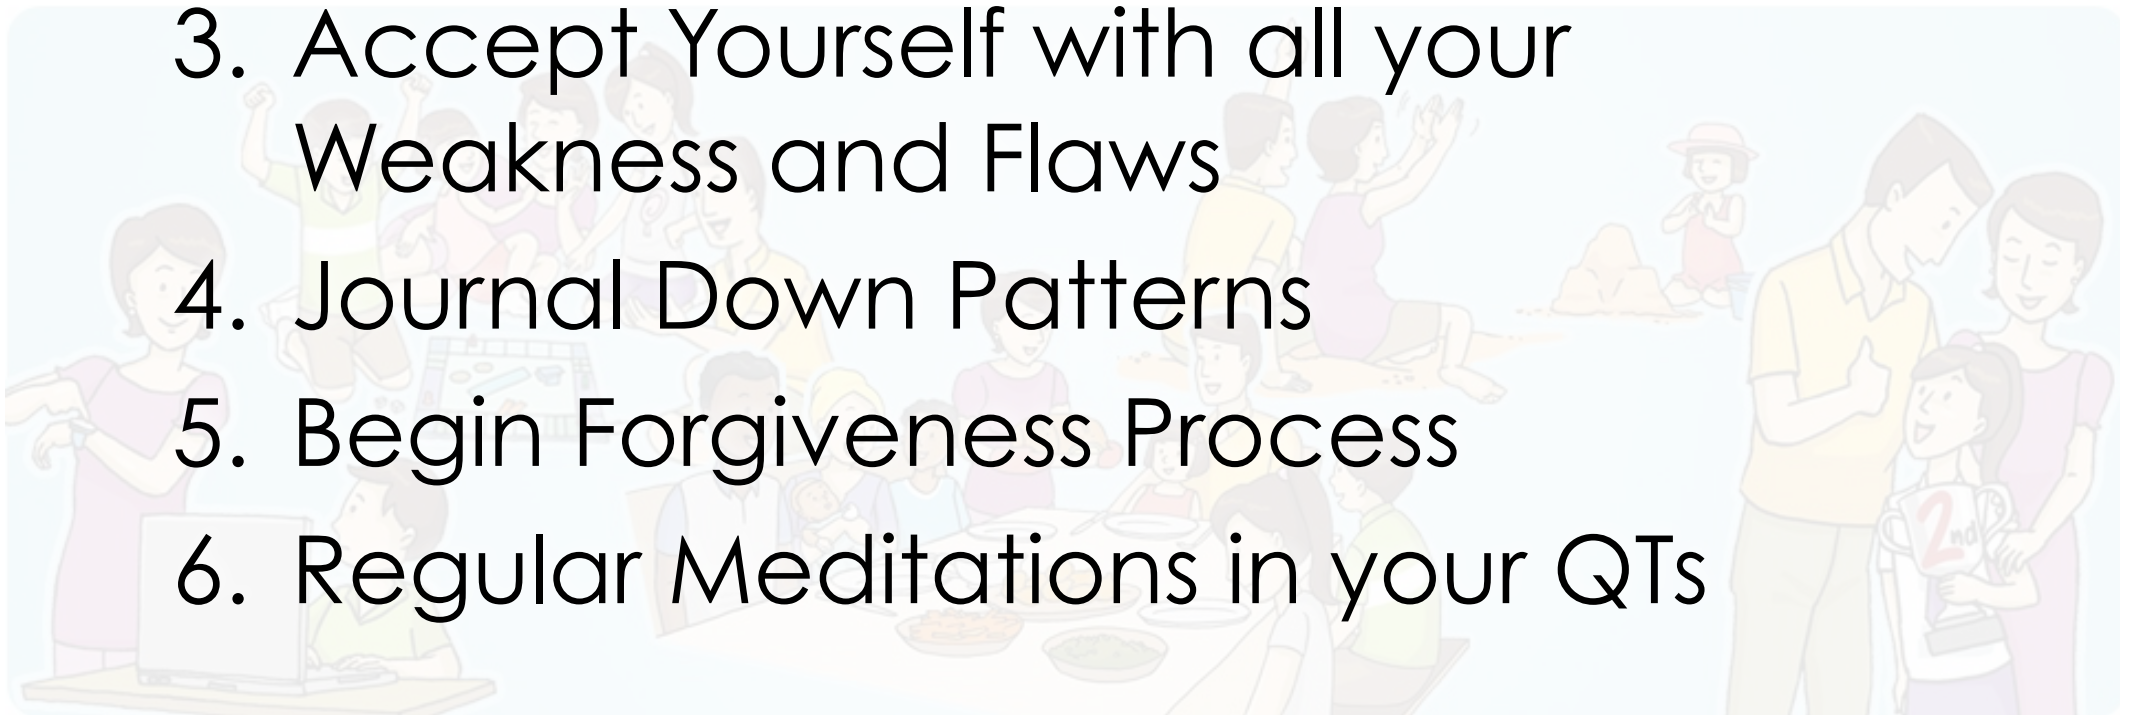 3. Accept Yourself with all your
Weakness and Flaws
4. Journal Down Patterns
5. Begin Forgiveness Process
6. Regular Meditations in your QTs
2nd